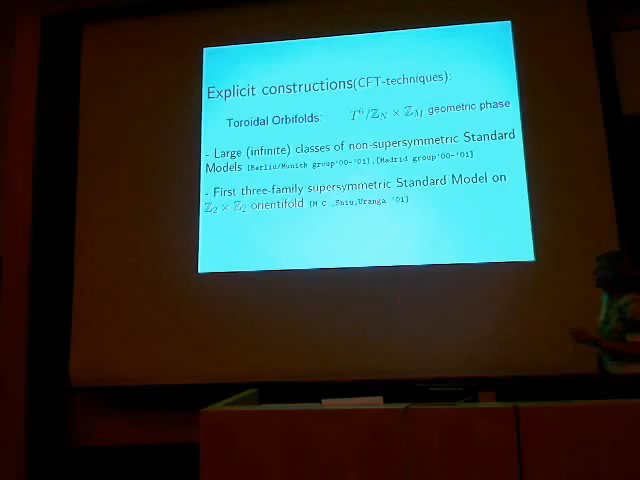 Explicit constructions(CFT-techniques):
Toroidal Orbifolds: T⁶/ℤ_N × ℤ_M geometric phase
- Large (infinite) classes of non-supersymmetric Standard
Models [Berlin/Munich group'00-'01],[Madrid group'00-'01]
- First three-family supersymmetric Standard Model on
ℤ₂ × ℤ₂ orientifold [M.C.,Shiu,Uranga '01]